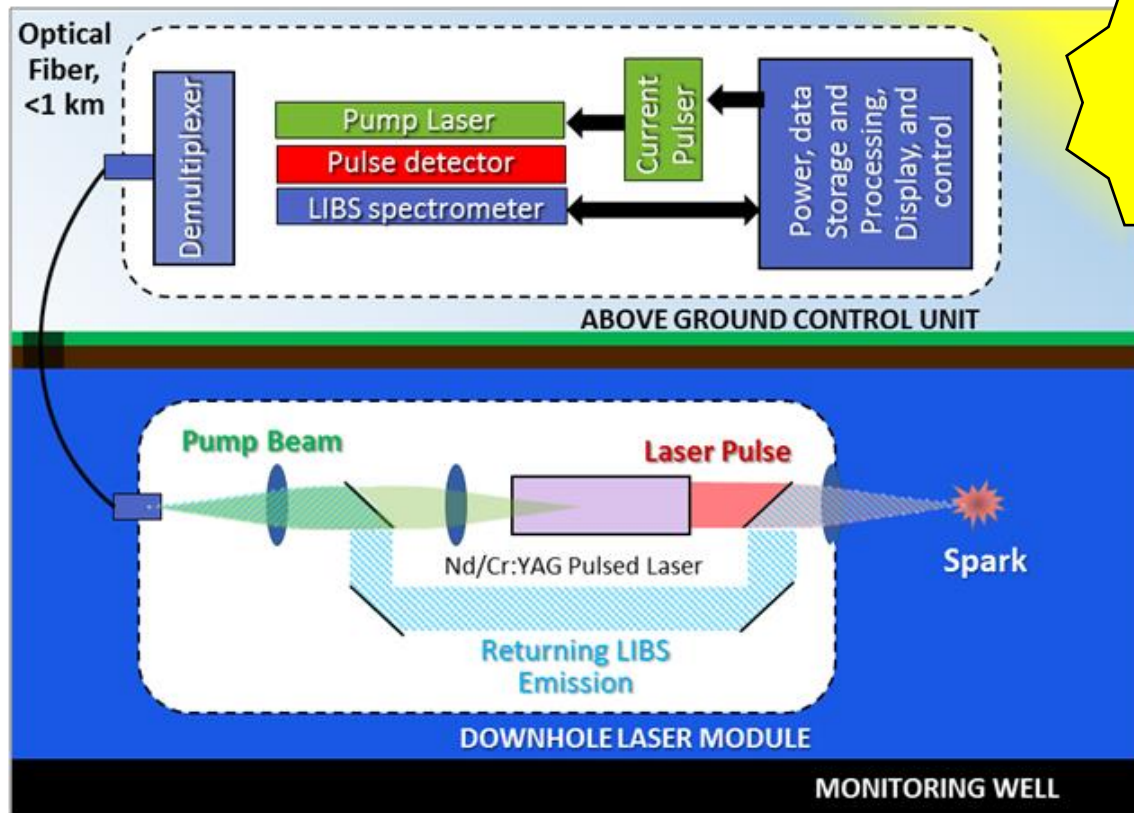 Optical
Fiber,
<1 km
Demultiplexer
Pump Laser
Pulse detector
LIBS spectrometer
Current
Pulser
Power, data
Storage and
Processing,
Display, and
control
ABOVE GROUND CONTROL UNIT
Pump Beam
Laser Pulse
Nd/Cr:YAG Pulsed Laser
Spark
Returning LIBS
Emission
DOWNHOLE LASER MODULE
MONITORING WELL